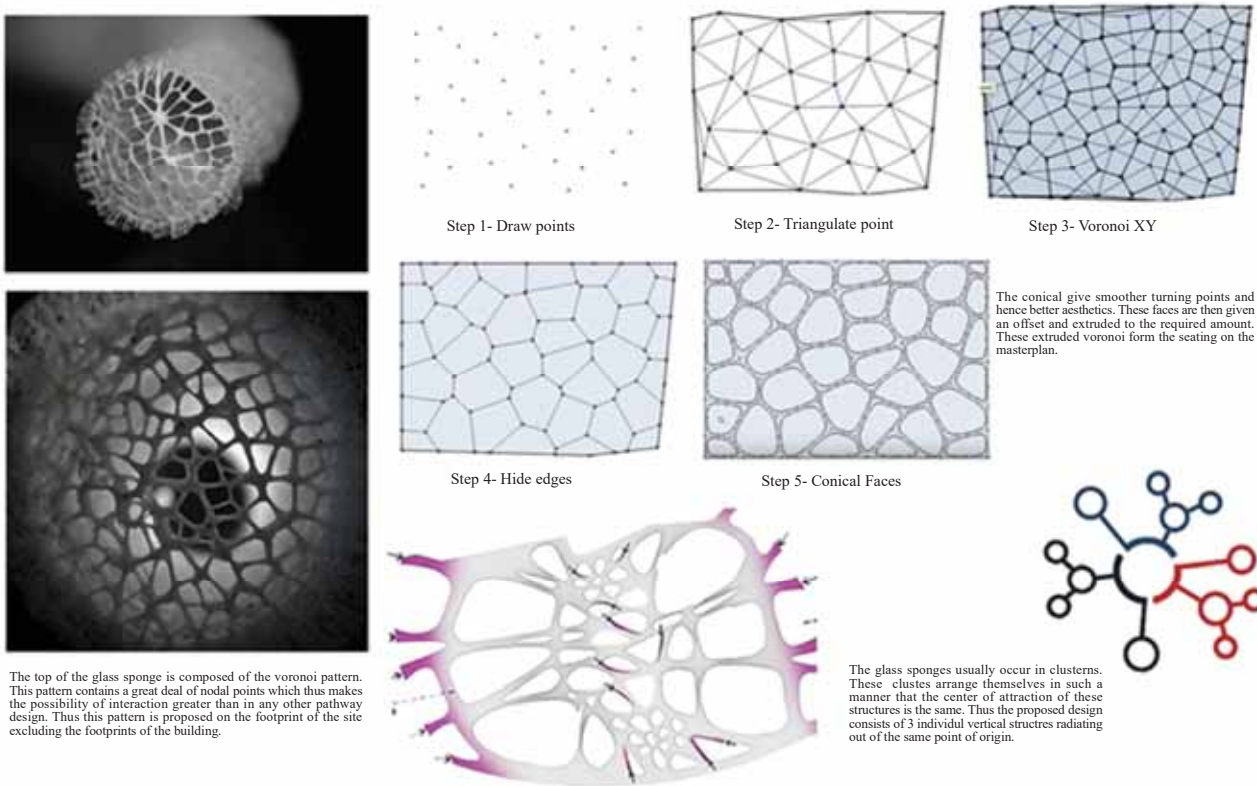 Step 1- Draw points
Step 2- Triangulate point
Step 3- Voronoi XY
The conical give smoother turning points and
hence better aesthetics. These faces are then given
an offset and extruded to the required amount.
These extruded voronoi form the seating on the
masterplan.
Step 4- Hide edges
Step 5- Conical Faces
The top of the glass sponge is composed of the voronoi pattern.
This pattern contains a great deal of nodal points which thus makes
the possibility of interaction greater than in any other pathway
design. Thus this pattern is proposed on the footprint of the site
excluding the footprints of the building.
The glass sponges usually occur in clusterns.
These clustes arrange themselves in such a
manner that the center of attraction of these
structures is the same. Thus the proposed design
consists of 3 individul vertical structres radiating
out of the same point of origin.